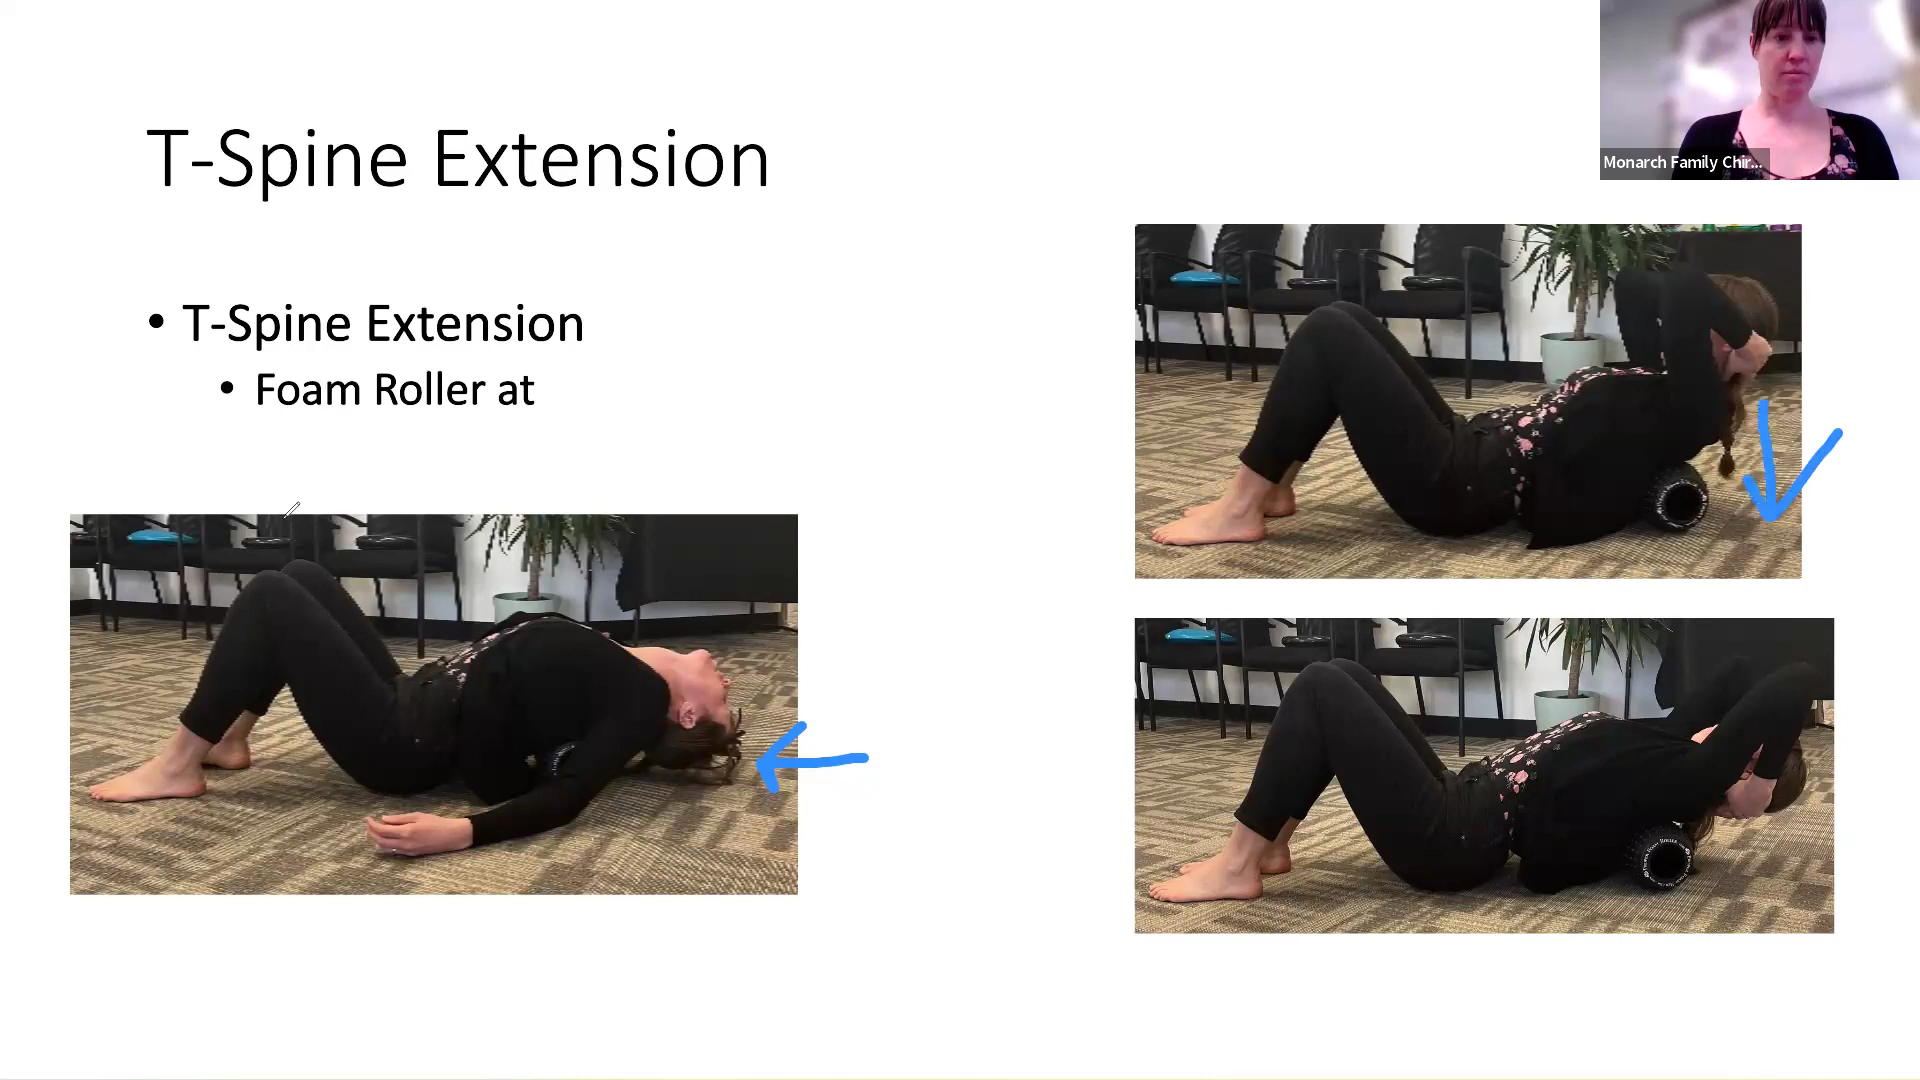 T-Spine Extension
• T-Spine Extension
• Foam Roller at
Monarch Family Chir...